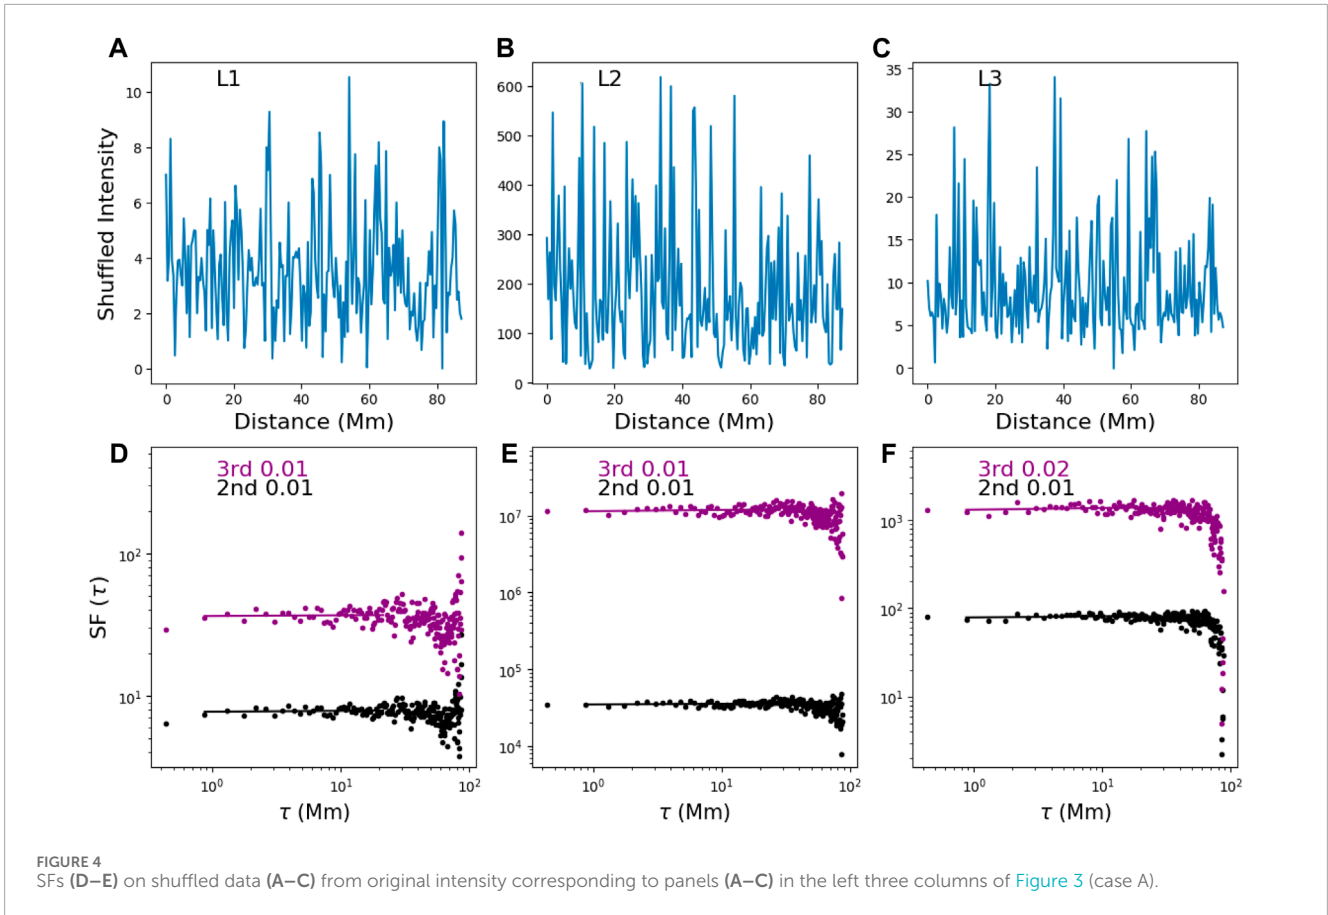 A
B
C
L1
L2
L3
Shuffled Intensity
10
8
6
4
2
0
600
500
400
300
200
100
0
35
30
25
20
15
10
5
0
0 20 40 60 80
0 20 40 60 80
0 20 40 60 80
Distance (Mm)
Distance (Mm)
Distance (Mm)
D
E
F
3rd 0.01
2nd 0.01
3rd 0.01
2nd 0.01
3rd 0.02
2nd 0.01
SF (τ)
10²
10¹
10⁷
10⁶
10⁵
10⁴
10³
10²
10¹
10⁰ 10¹ 10²
10⁰ 10¹ 10²
10⁰ 10¹ 10²
τ (Mm)
τ (Mm)
τ (Mm)
FIGURE 4
SFs (D–E) on shuffled data (A–C) from original intensity corresponding to panels (A–C) in the left three columns of Figure 3 (case A).